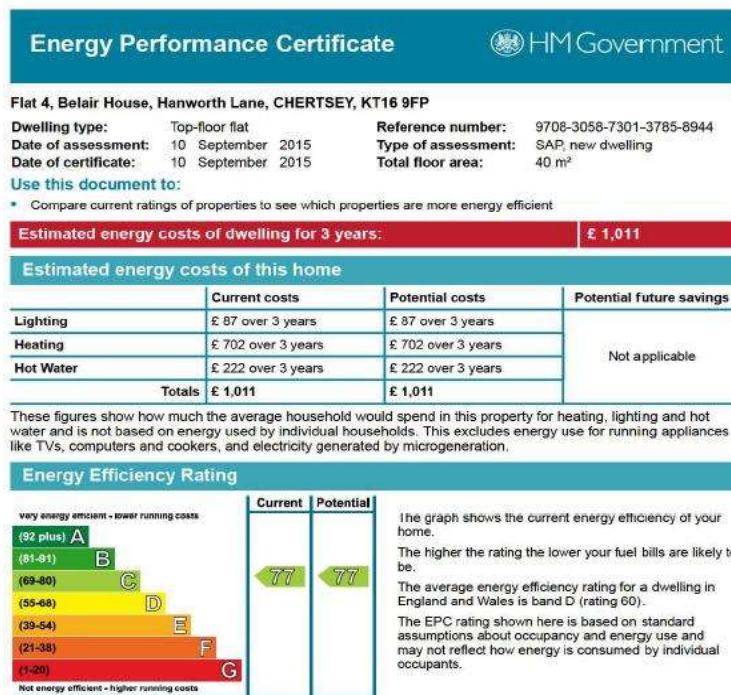 Energy Performance Certificate
HM Government
Flat 4, Belair House, Hanworth Lane, CHERTSEY, KT16 9FP
Dwelling type: Top-floor flat Reference number: 9708-3058-7301-3785-8944
Date of assessment: 10 September 2015 Type of assessment: SAP, new dwelling
Date of certificate: 10 September 2015 Total floor area: 40 m²
Use this document to:
• Compare current ratings of properties to see which properties are more energy efficient
Estimated energy costs of dwelling for 3 years: £ 1,011
Estimated energy costs of this home
Current costs Potential costs Potential future savings
Lighting £ 87 over 3 years £ 87 over 3 years
Heating £ 702 over 3 years £ 702 over 3 years
Not applicable
Hot Water £ 222 over 3 years £ 222 over 3 years
Totals £ 1,011 £ 1,011
These figures show how much the average household would spend in this property for heating, lighting and hot
water and is not based on energy used by individual households. This excludes energy use for running appliances
like TVs, computers and cookers, and electricity generated by microgeneration.
Energy Efficiency Rating
Current Potential
Very energy efficient - lower running costs
(92 plus) A
(81-91) B
(69-80) C
77 77
(55-68) D
(39-54) E
(21-38) F
(1-20) G
Not energy efficient - higher running costs
The graph shows the current energy efficiency of your
home.
The higher the rating the lower your fuel bills are likely to
be.
The average energy efficiency rating for a dwelling in
England and Wales is band D (rating 60).
The EPC rating shown here is based on standard
assumptions about occupancy and energy use and
may not reflect how energy is consumed by individual
occupants.